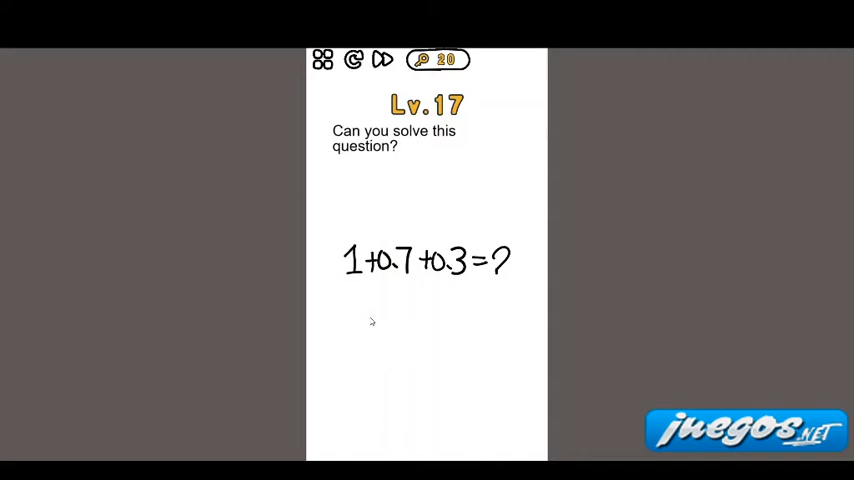 20
Lv.17
Can you solve this
question?
1+0.7+0.3=?
juegos.NET